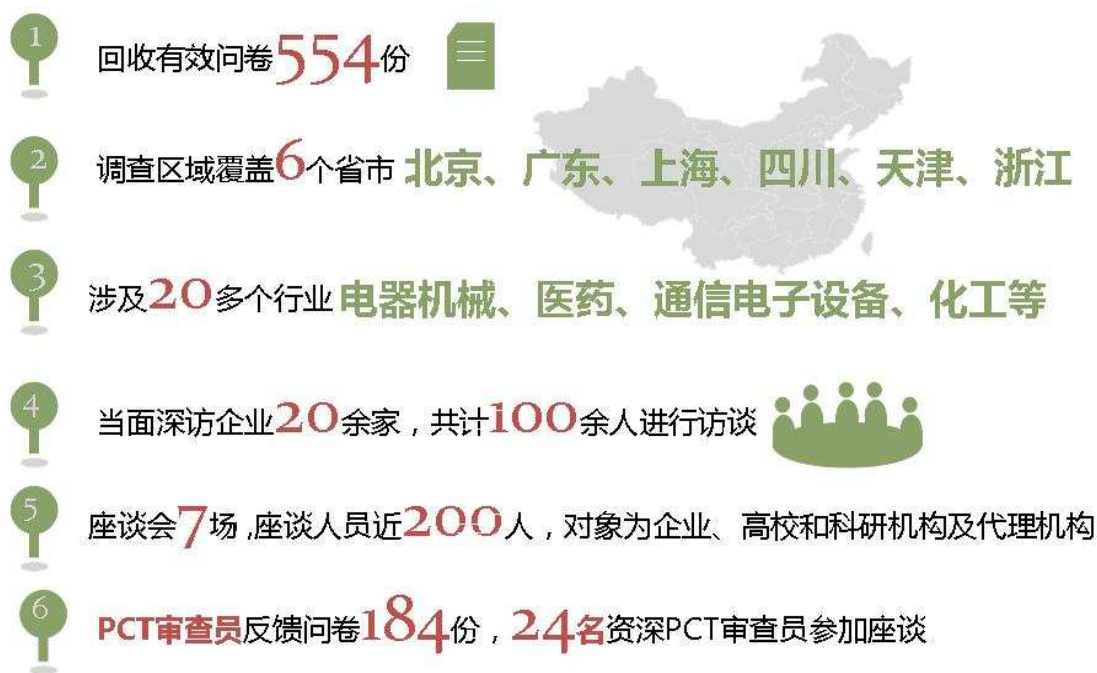 1 回收有效问卷554份
2 调查区域覆盖6个省市 北京、广东、上海、四川、天津、浙江
3 涉及20多个行业 电器机械、医药、通信电子设备、化工等
4 当面深访企业20余家，共计100余人进行访谈
5 座谈会7场,座谈人员近200人，对象为企业、高校和科研机构及代理机构
6 PCT审查员反馈问卷184份，24名资深PCT审查员参加座谈